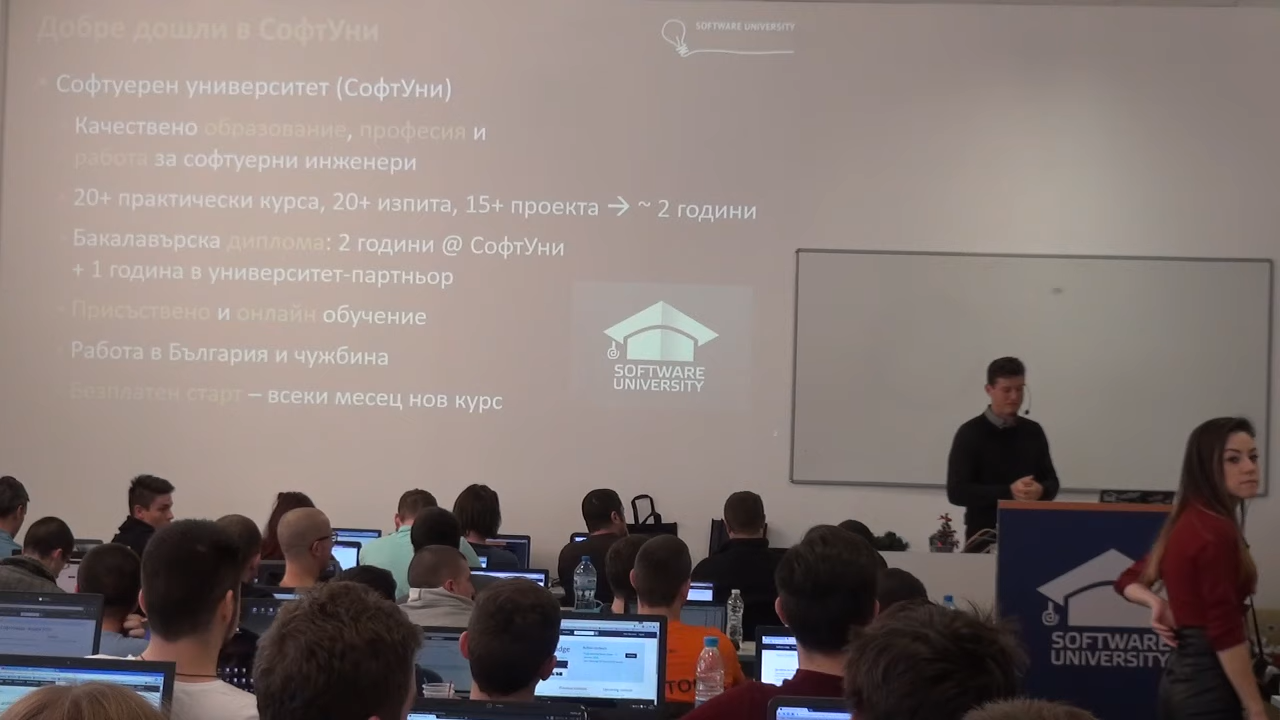 Добре дошли в СофтУни
SOFTWARE UNIVERSITY
Софтуерен университет (СофтУни)
Качествено образование, професия и
работа за софтуерни инженери
20+ практически курса, 20+ изпита, 15+ проекта → ~ 2 години
Бакалавърска диплома: 2 години @ СофтУни
+ 1 година в университет-партньор
Присъствено и онлайн обучение
Работа в България и чужбина
Безплатен старт – всеки месец нов курс
SOFTWARE
UNIVERSITY
SOFTWARE
UNIVERSITY